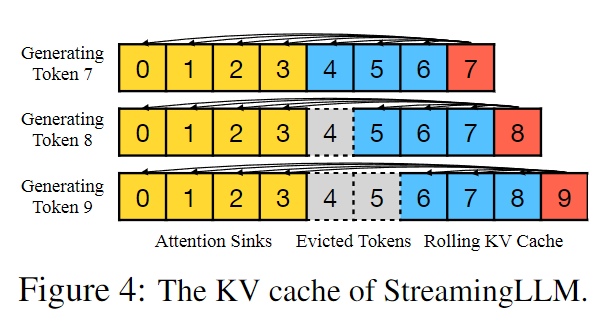 Generating
Token 7
0 1 2 3 4 5 6 7
Generating
Token 8
0 1 2 3 4 5 6 7 8
Generating
Token 9
0 1 2 3 4 5 6 7 8 9
Attention Sinks Evicted Tokens Rolling KV Cache
Figure 4: The KV cache of StreamingLLM.